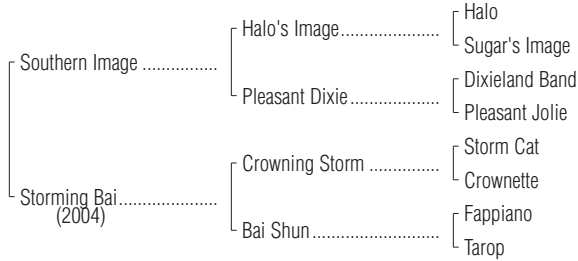 Halo
Halo's Image.....................
Sugar's Image
Southern Image ................
Dixieland Band
Pleasant Dixie ...................
Pleasant Jolie
Storm Cat
Crowning Storm ...............
Crownette
Storming Bai.....................
(2004)
Fappiano
Bai Shun...........................
Tarop